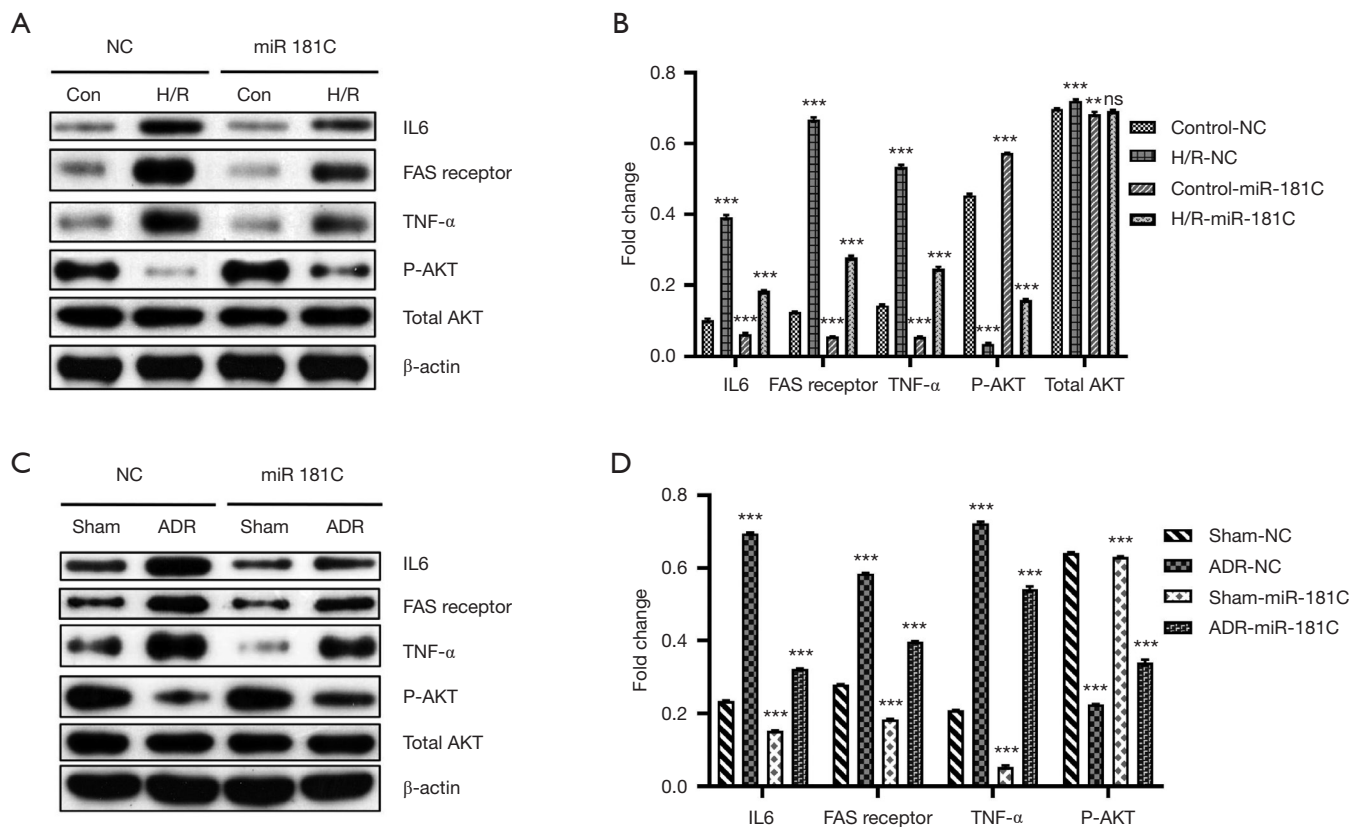 A
NC miR 181C
Con H/R Con H/R
IL6
FAS receptor
TNF-α
P-AKT
Total AKT
β-actin
B
Fold change
0.8
0.6
0.4
0.2
0.0
*** *** *** ***
*** *** *** ***
*** *** *** ***
*** *** *** ***
*** ** ns
IL6 FAS receptor TNF-α P-AKT Total AKT
Control-NC
H/R-NC
Control-miR-181C
H/R-miR-181C
C
NC miR 181C
Sham ADR Sham ADR
IL6
FAS receptor
TNF-α
P-AKT
Total AKT
β-actin
D
Fold change
0.8
0.6
0.4
0.2
0.0
*** *** ***
*** *** ***
*** *** ***
*** *** ***
IL6 FAS receptor TNF-α P-AKT
Sham-NC
ADR-NC
Sham-miR-181C
ADR-miR-181C